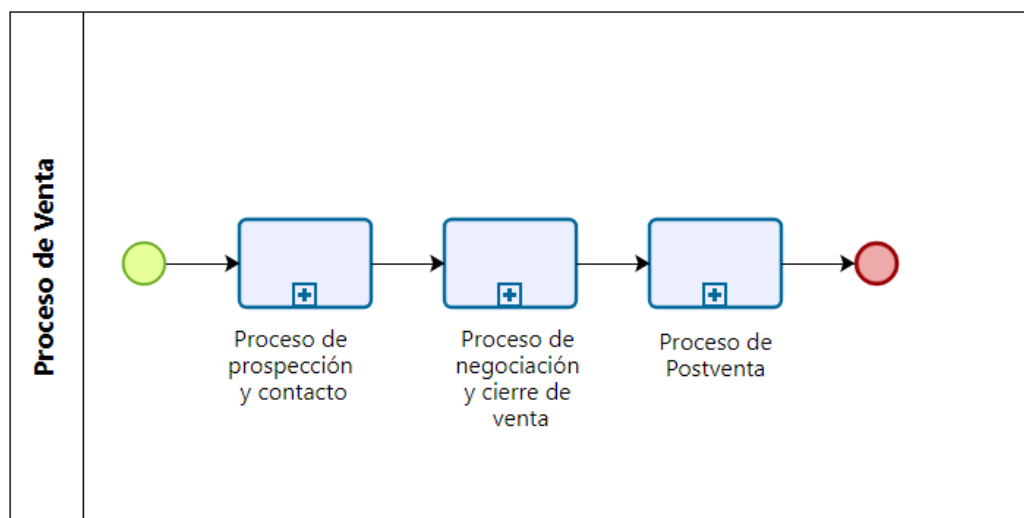 Proceso de Venta
Proceso de
prospección
y contacto
Proceso de
negociación
y cierre de
venta
Proceso de
Postventa